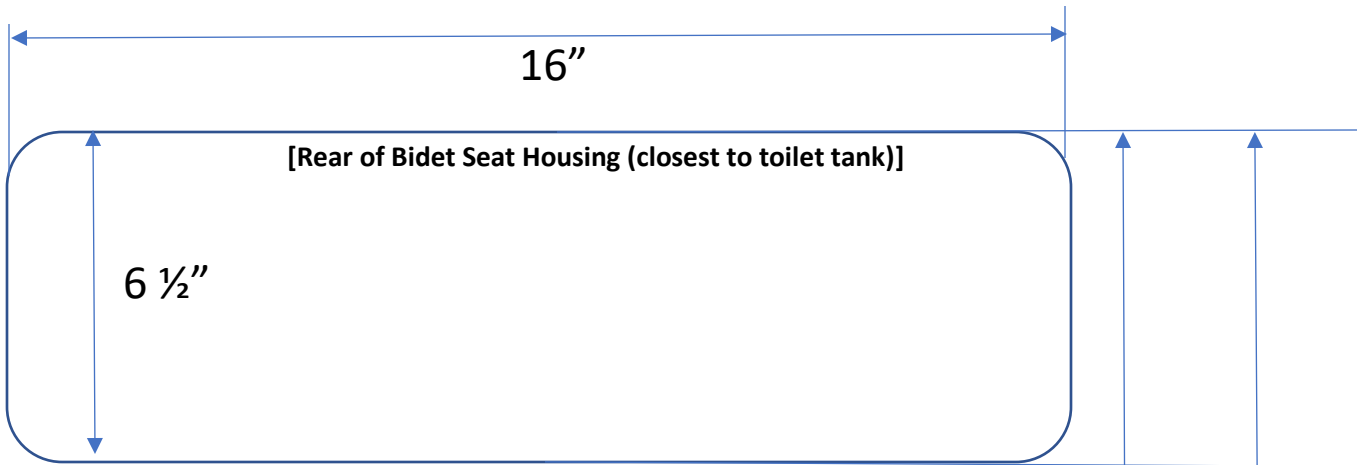 16”
[Rear of Bidet Seat Housing (closest to toilet tank)]
6 ½”